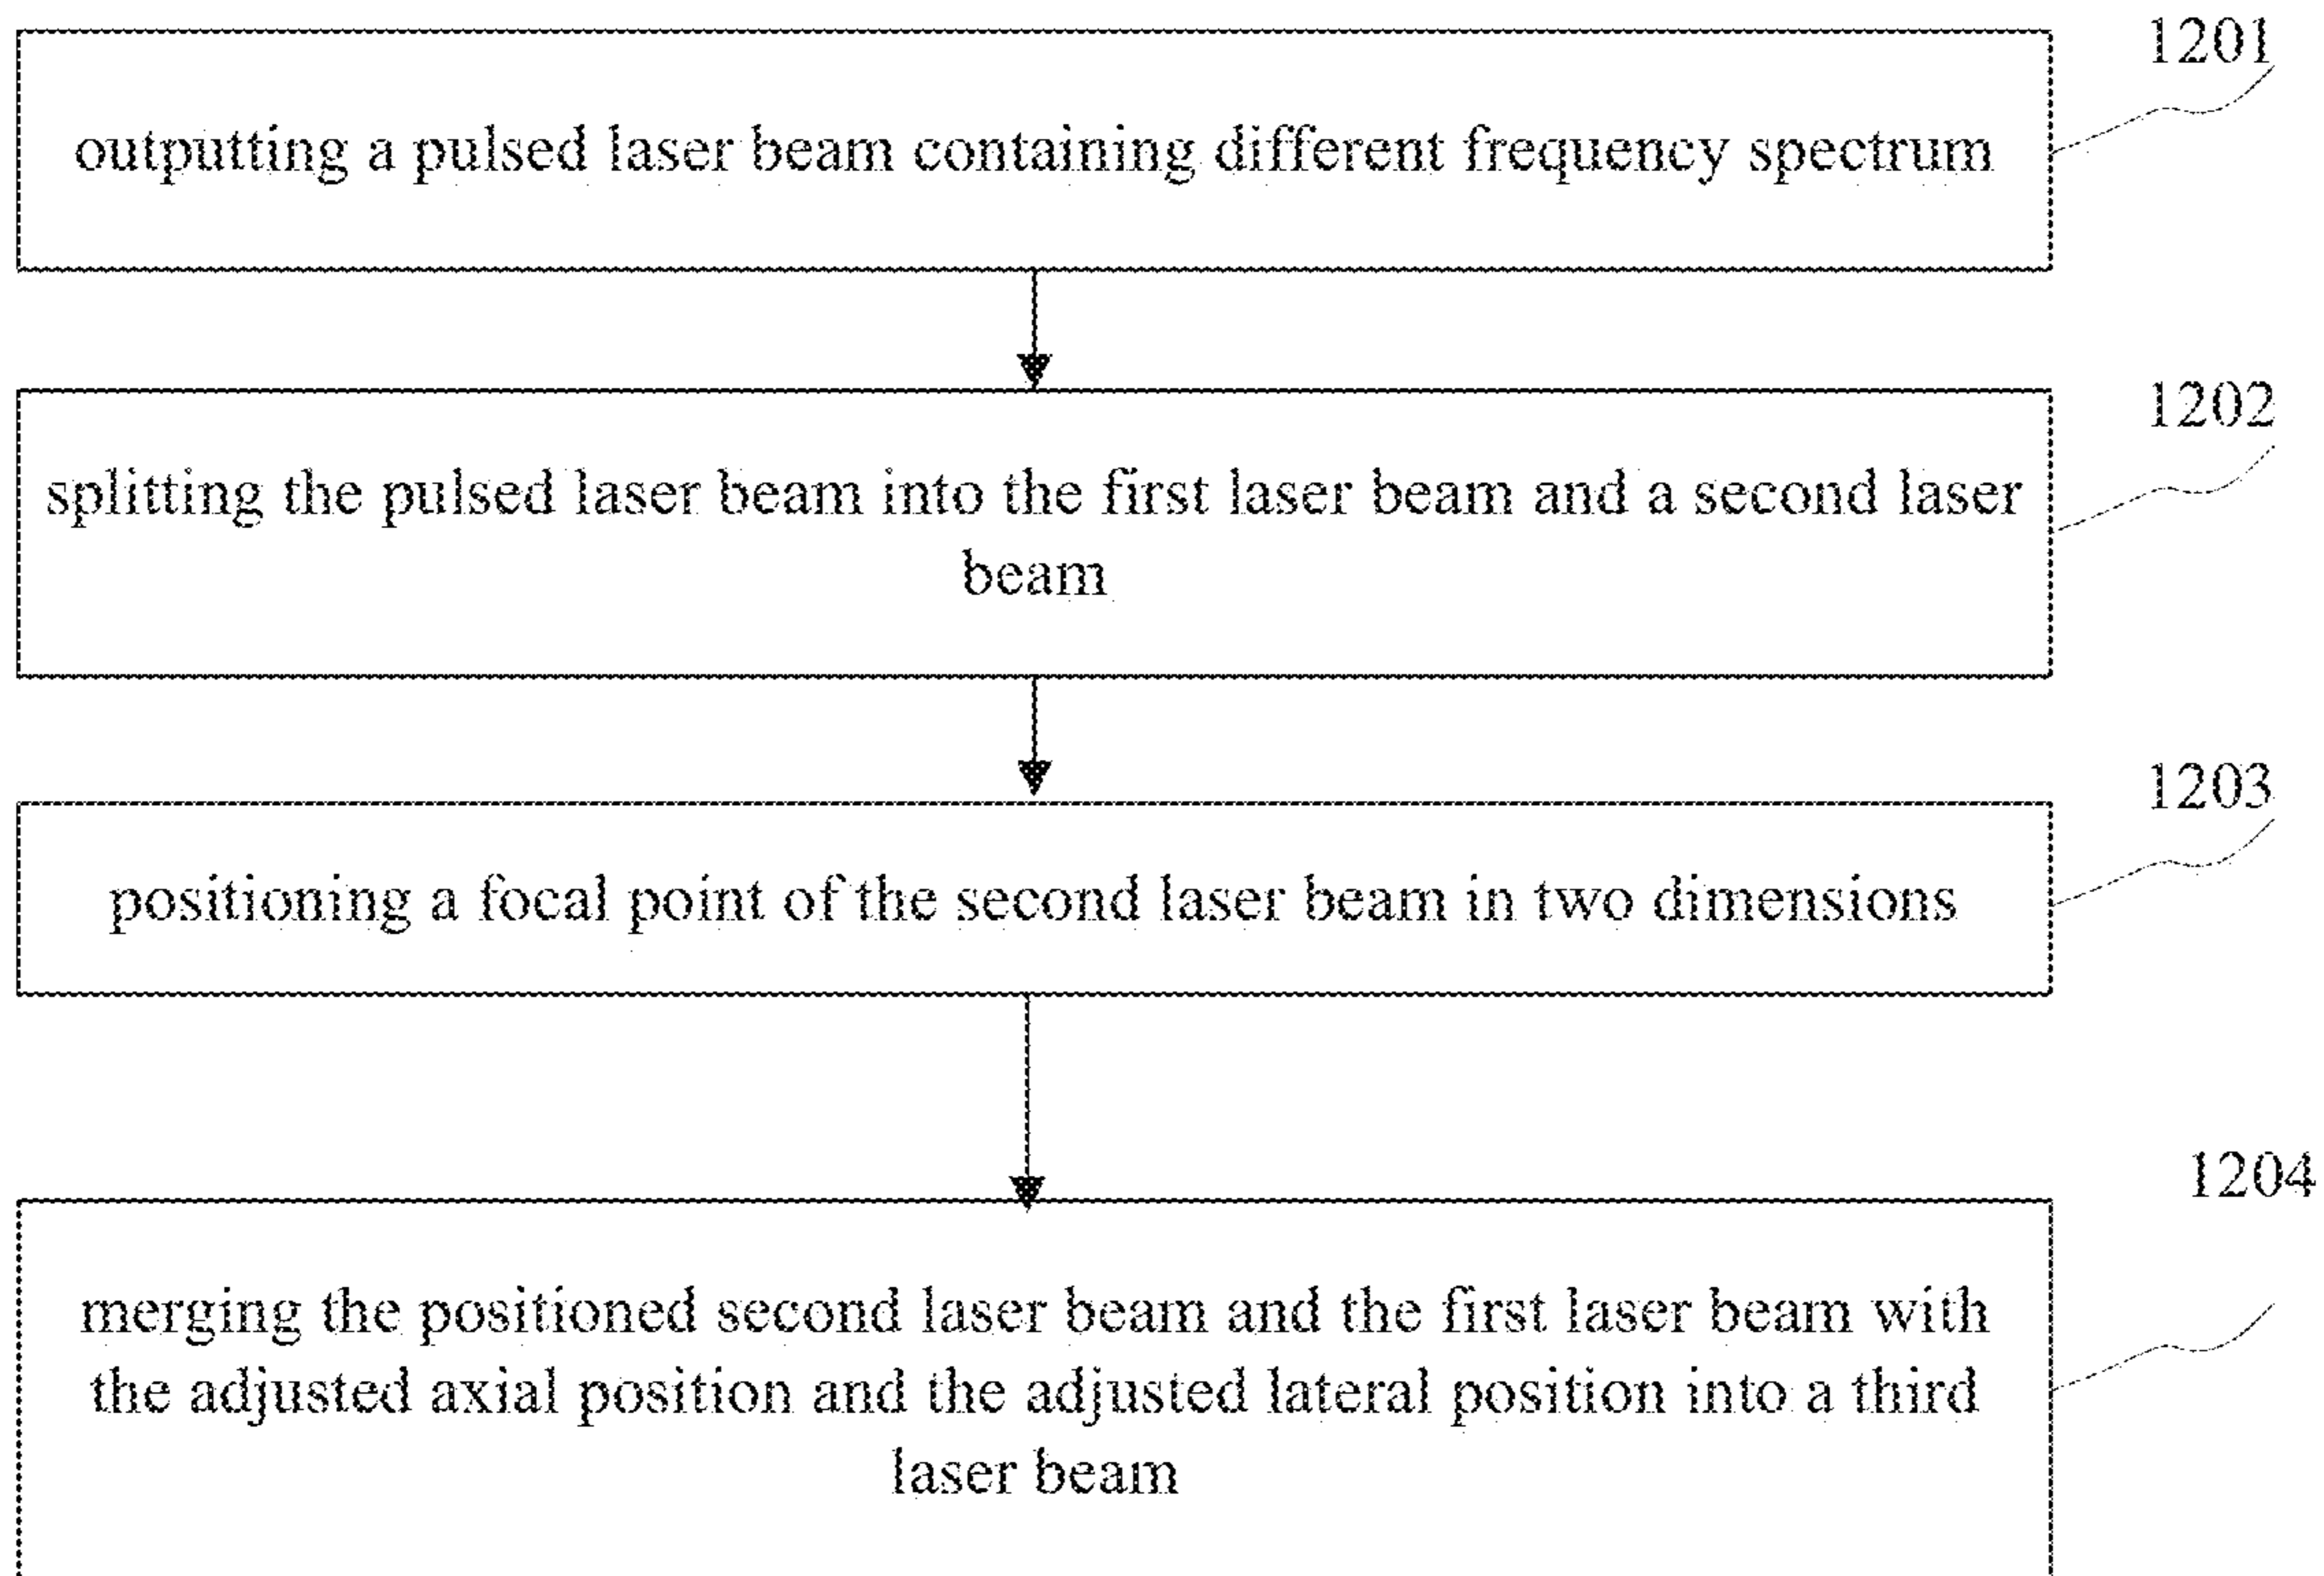 1201
outputting a pulsed laser beam containing different frequency spectrum
1202
splitting the pulsed laser beam into the first laser beam and a second laser
beam
1203
positioning a focal point of the second laser beam in two dimensions
1204
merging the positioned second laser beam and the first laser beam with
the adjusted axial position and the adjusted lateral position into a third
laser beam